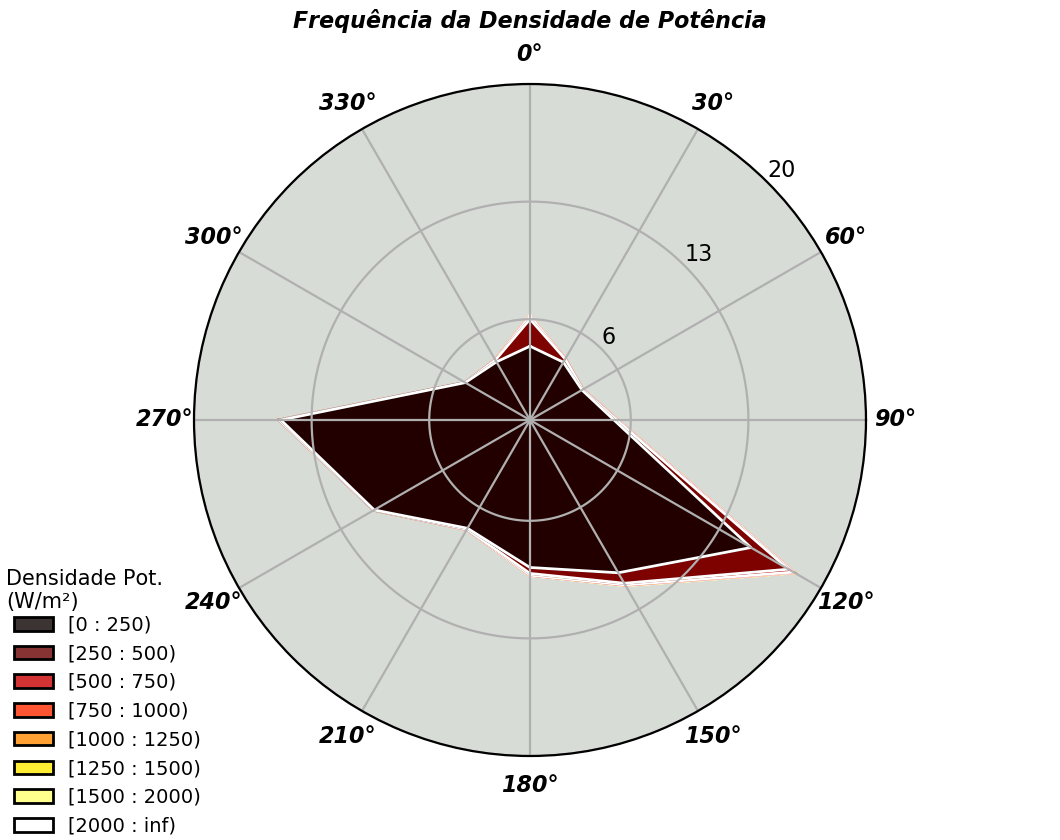 Frequência da Densidade de Potência
0°
330°
30°
20
300°
60°
13
6
270°
90°
240°
120°
210°
150°
180°
Densidade Pot.
(W/m²)
[0 : 250)
[250 : 500)
[500 : 750)
[750 : 1000)
[1000 : 1250)
[1250 : 1500)
[1500 : 2000)
[2000 : inf)